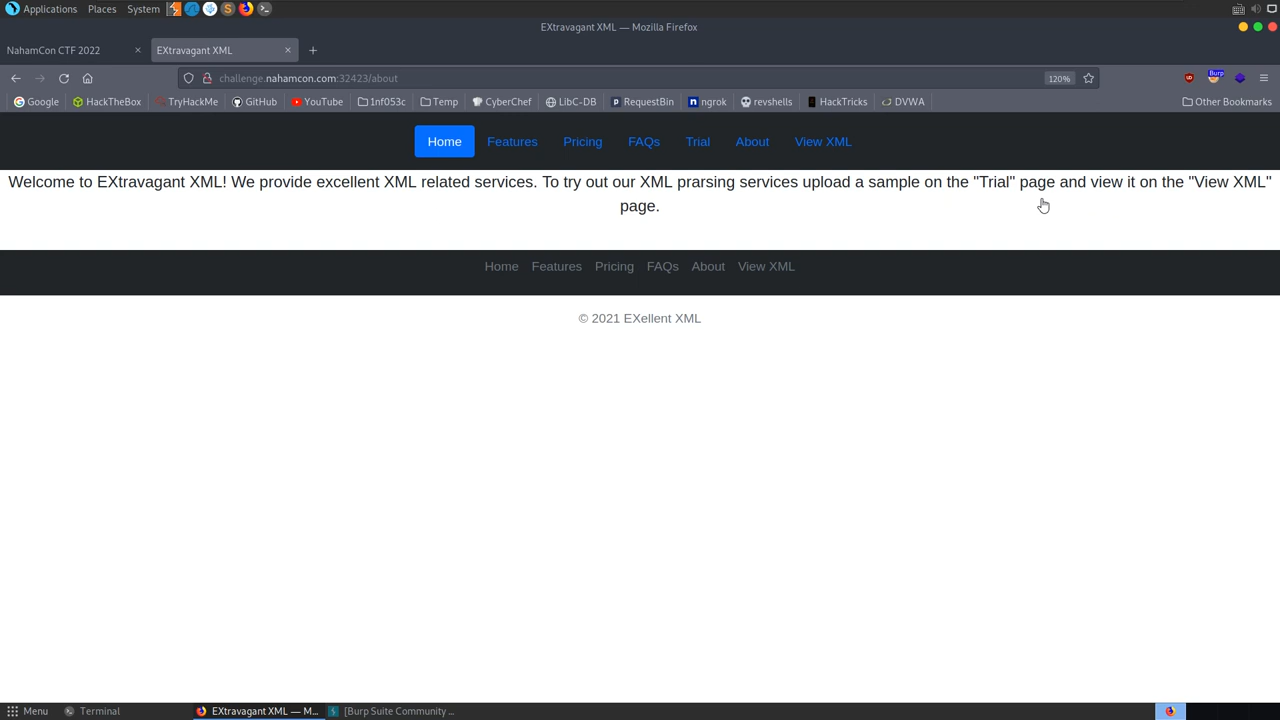 Applications Places System
EXtravagant XML — Mozilla Firefox
NahamCon CTF 2022 × EXtravagant XML × +
challenge.nahamcon.com:32423/about 120% Burp
Google HackTheBox TryHackMe GitHub YouTube 1nf053c Temp CyberChef LibC-DB RequestBin ngrok revshells HackTricks DVWA Other Bookmarks
Home Features Pricing FAQs Trial About View XML
Welcome to EXtravagant XML! We provide excellent XML related services. To try out our XML prarsing services upload a sample on the "Trial" page and view it on the "View XML"
page.
Home Features Pricing FAQs About View XML
© 2021 EXellent XML
Menu Terminal EXtravagant XML — M... [Burp Suite Community ...